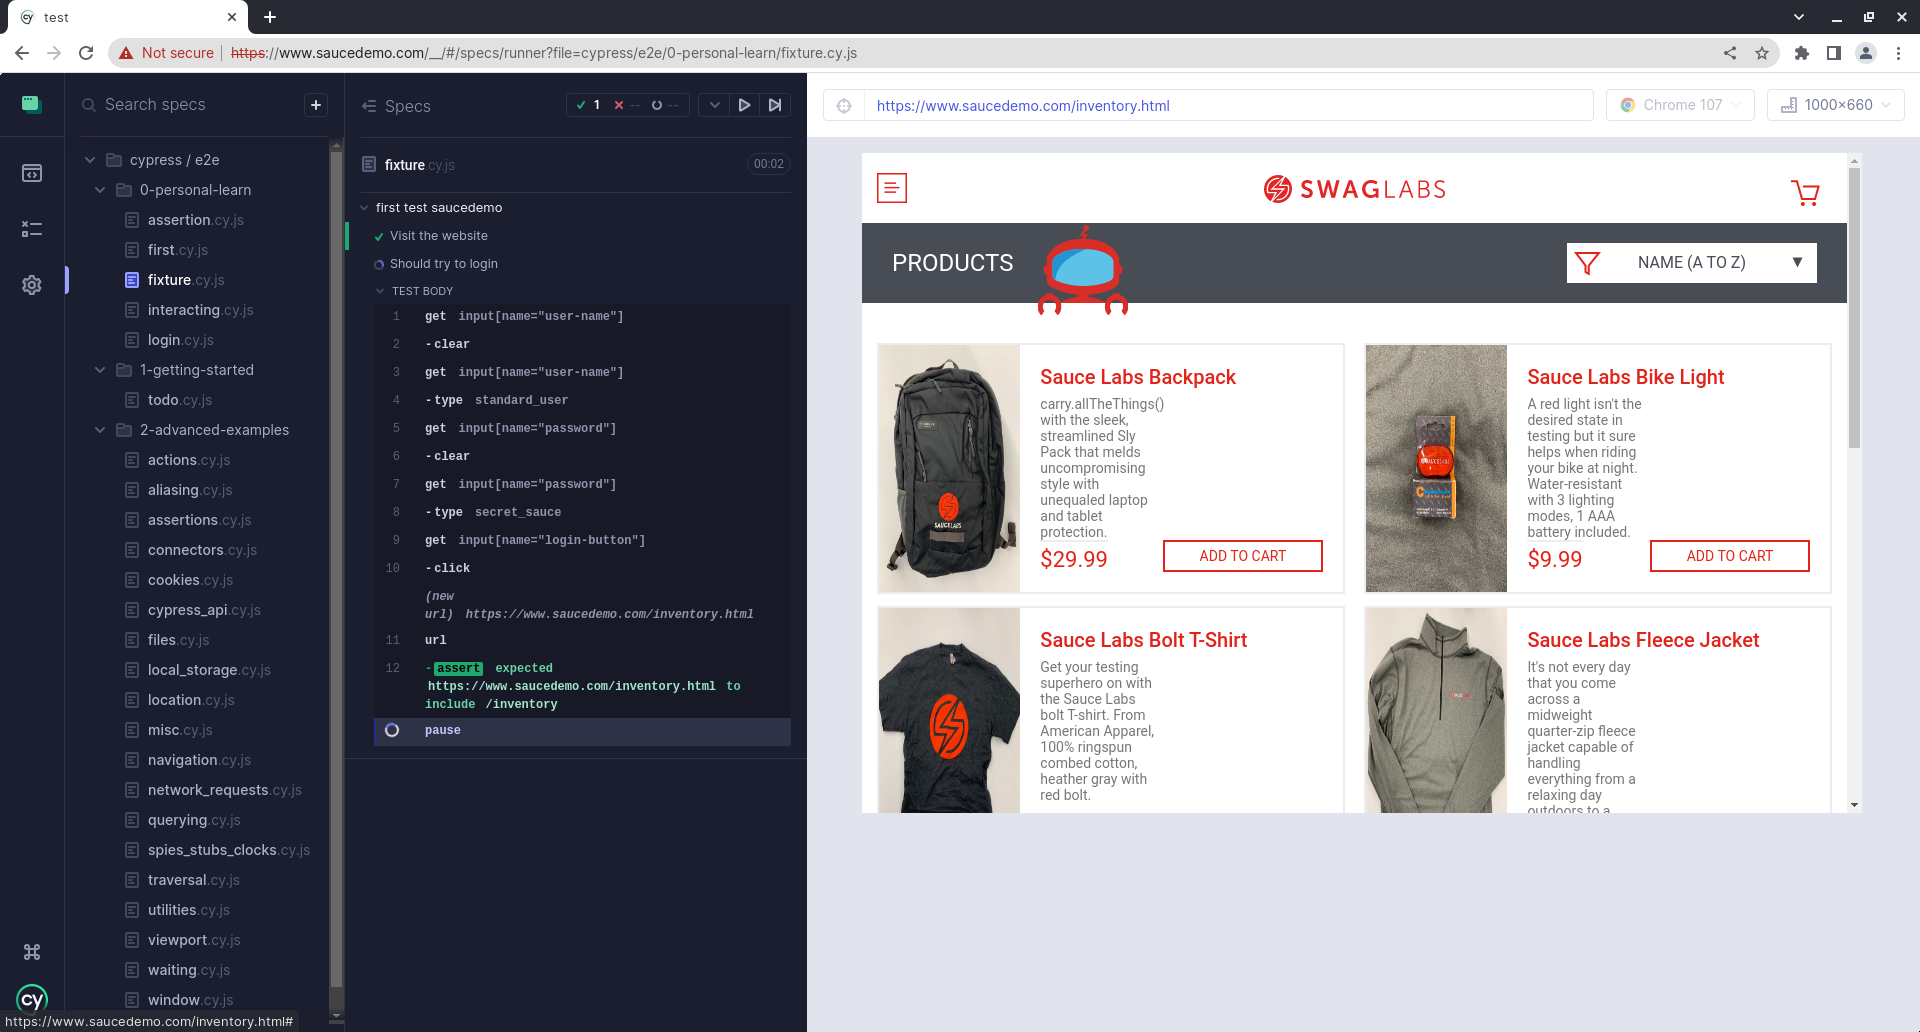 test
Not secure
https://www.saucedemo.com/__/#/specs/runner?file=cypress/e2e/0-personal-learn/fixture.cy.js
Search specs
cypress / e2e
0-personal-learn
assertion.cy.js
first.cy.js
fixture.cy.js
interacting.cy.js
login.cy.js
1-getting-started
todo.cy.js
2-advanced-examples
actions.cy.js
aliasing.cy.js
assertions.cy.js
connectors.cy.js
cookies.cy.js
cypress_api.cy.js
files.cy.js
local_storage.cy.js
location.cy.js
misc.cy.js
navigation.cy.js
network_requests.cy.js
querying.cy.js
spies_stubs_clocks.cy.js
traversal.cy.js
utilities.cy.js
viewport.cy.js
waiting.cy.js
window.cy.js
cy
https://www.saucedemo.com/inventory.html#
Specs
1 -- --
fixture.cy.js 00:02
first test saucedemo
Visit the website
Should try to login
TEST BODY
1 get input[name="user-name"]
2 -clear
3 get input[name="user-name"]
4 -type standard_user
5 get input[name="password"]
6 -clear
7 get input[name="password"]
8 -type secret_sauce
9 get input[name="login-button"]
10 -click
(new
url) https://www.saucedemo.com/inventory.html
11 url
12 -assert expected
https://www.saucedemo.com/inventory.html to
include /inventory
pause
https://www.saucedemo.com/inventory.html
Chrome 107
1000×660
SWAGLABS
PRODUCTS
NAME (A TO Z)
Sauce Labs Backpack
carry.allTheThings()
with the sleek,
streamlined Sly
Pack that melds
uncompromising
style with
unequaled laptop
and tablet
protection.
$29.99
ADD TO CART
SAUCELABS
Sauce Labs Bike Light
A red light isn't the
desired state in
testing but it sure
helps when riding
your bike at night.
Water-resistant
with 3 lighting
modes, 1 AAA
battery included.
$9.99
ADD TO CART
Sauce Labs Bolt T-Shirt
Get your testing
superhero on with
the Sauce Labs
bolt T-shirt. From
American Apparel,
100% ringspun
combed cotton,
heather gray with
red bolt.
Sauce Labs Fleece Jacket
It's not every day
that you come
across a
midweight
quarter-zip fleece
jacket capable of
handling
everything from a
relaxing day
outdoors to a